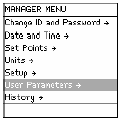 MANAGER MENU
Change ID and Password →
Date and Time →
Set Points →
Units →
Setup →
User Parameters →
History →